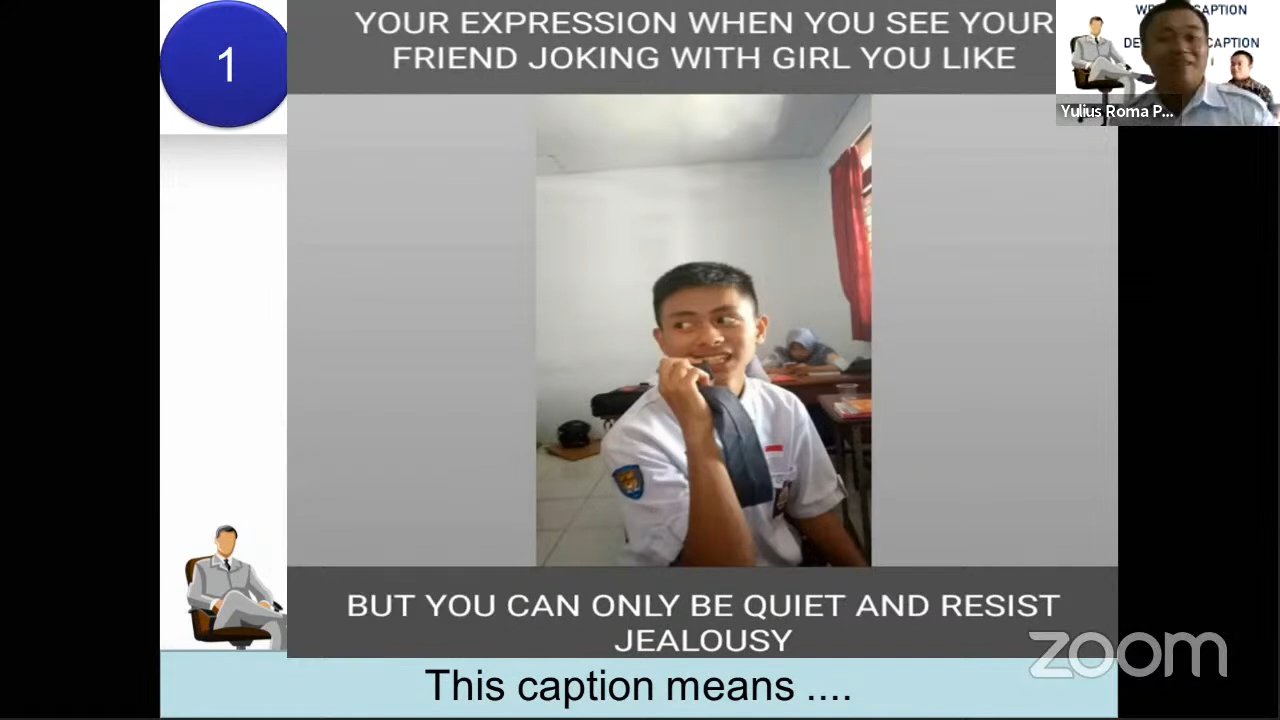 1
YOUR EXPRESSION WHEN YOU SEE YOUR
FRIEND JOKING WITH GIRL YOU LIKE
CAPTION
CAPTION
Yulius Roma P...
BUT YOU CAN ONLY BE QUIET AND RESIST
JEALOUSY
This caption means ....
zoom